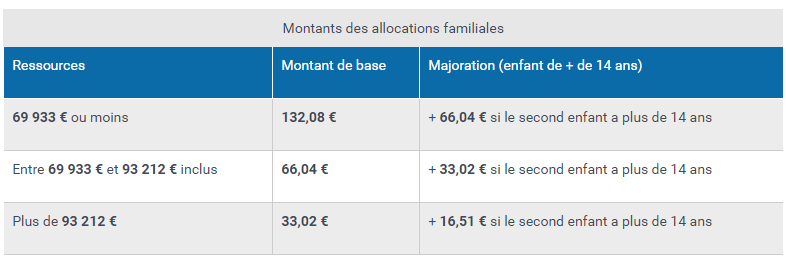 Montants des allocations familiales
Ressources Montant de base Majoration (enfant de + de 14 ans)
69 933 € ou moins 132,08 € + 66,04 € si le second enfant a plus de 14 ans
Entre 69 933 € et 93 212 € inclus 66,04 € + 33,02 € si le second enfant a plus de 14 ans
Plus de 93 212 € 33,02 € + 16,51 € si le second enfant a plus de 14 ans